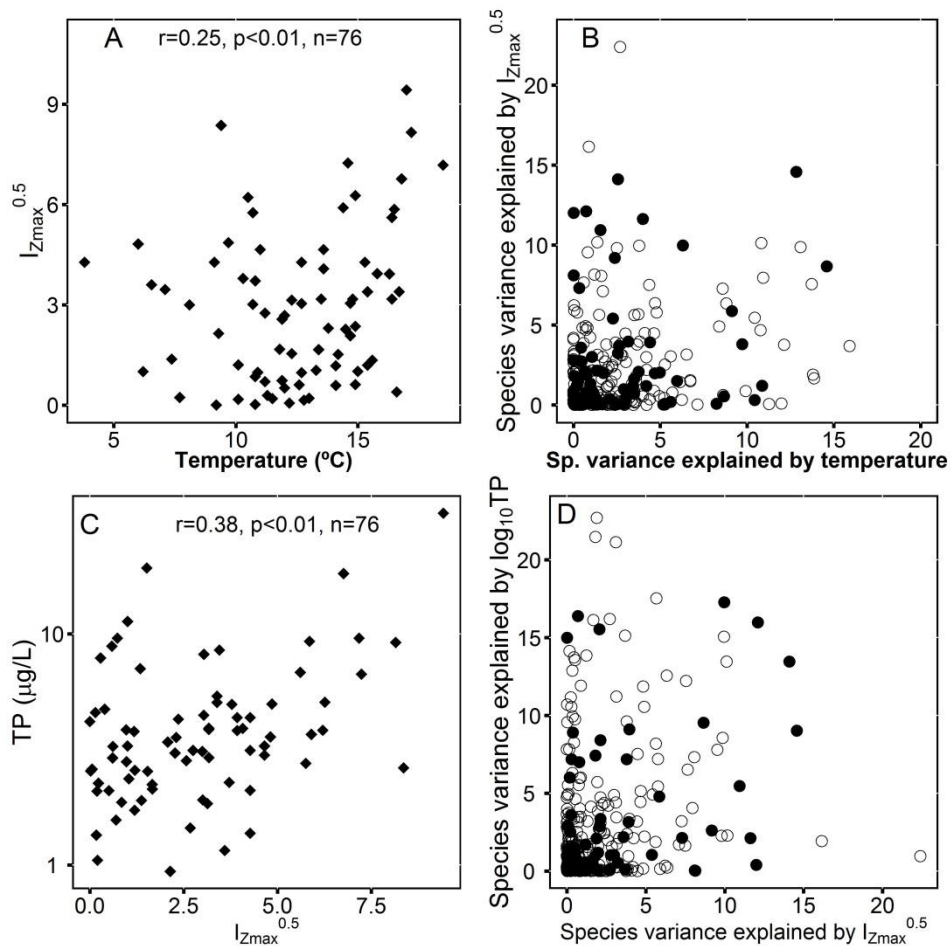 A
r=0.25, p<0.01, n=76
I_Zmax^0.5
9
6
3
0
5
10
15
Temperature (ºC)
B
Species variance explained by I_Zmax^0.5
20
15
10
5
0
0
5
10
15
20
Sp. variance explained by temperature
C
r=0.38, p<0.01, n=76
TP (µg/L)
10
1
0.0
2.5
5.0
7.5
I_Zmax^0.5
D
Species variance explained by log₁₀TP
20
15
10
5
0
0
5
10
15
20
Species variance explained by I_Zmax^0.5